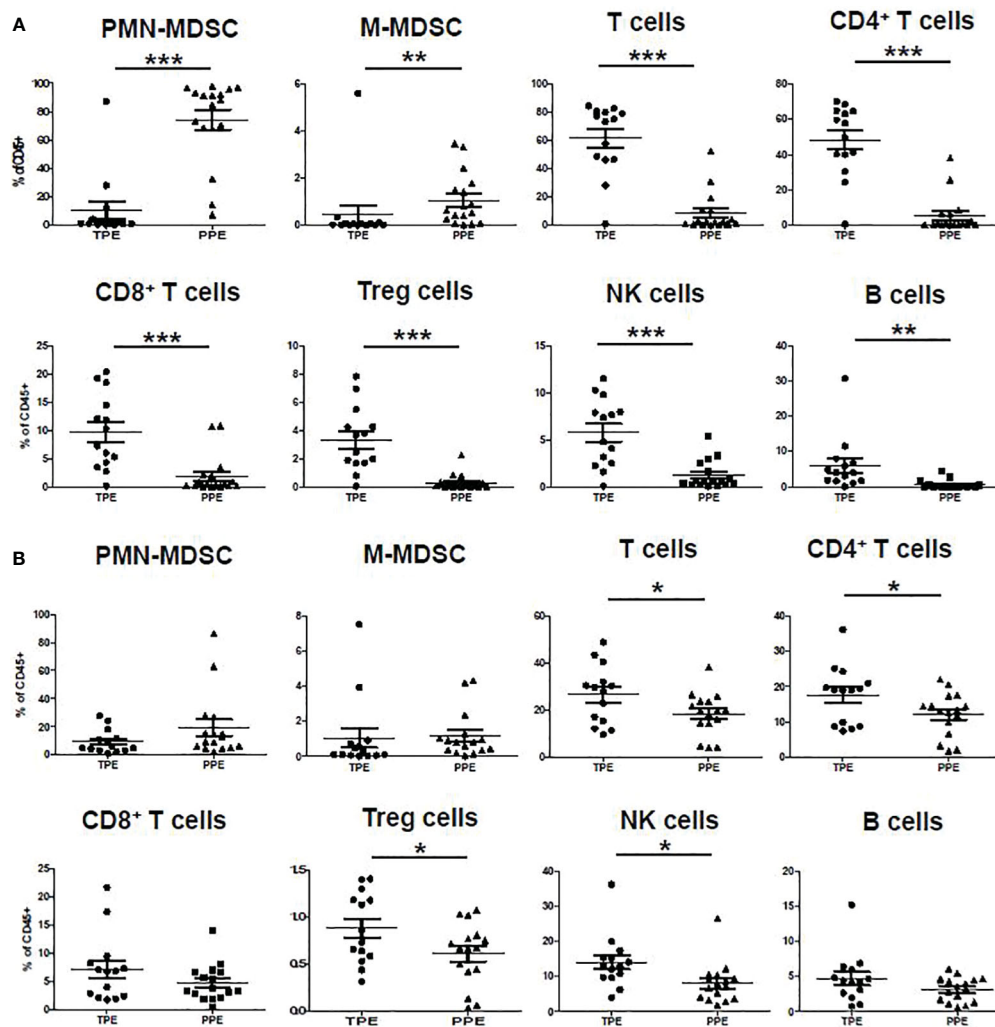 A
PMN-MDSC
M-MDSC
T cells
CD4⁺ T cells
***
**
***
***
100
80
60
40
20
0
6
4
2
0
100
80
60
40
20
0
80
60
40
20
0
TPE PPE
TPE PPE
TPE PPE
TPE PPE
CD8⁺ T cells
Treg cells
NK cells
B cells
***
***
***
**
% of CD45+
25
20
15
10
5
0
10
8
6
4
2
0
15
10
5
0
40
30
20
10
0
TPE PPE
TPE PPE
TPE PPE
TPE PPE
B
PMN-MDSC
M-MDSC
T cells
CD4⁺ T cells
*
*
% of CD45+
100
80
60
40
20
0
8
6
4
2
0
60
40
20
0
40
30
20
10
0
TPE PPE
TPE PPE
TPE PPE
TPE PPE
CD8⁺ T cells
Treg cells
NK cells
B cells
*
*
% of CD45+
25
20
15
10
5
0
1.5
1.0
0.5
0.0
40
30
20
10
0
20
15
10
5
0
TPE PPE
TPE PPE
TPE PPE
TPE PPE